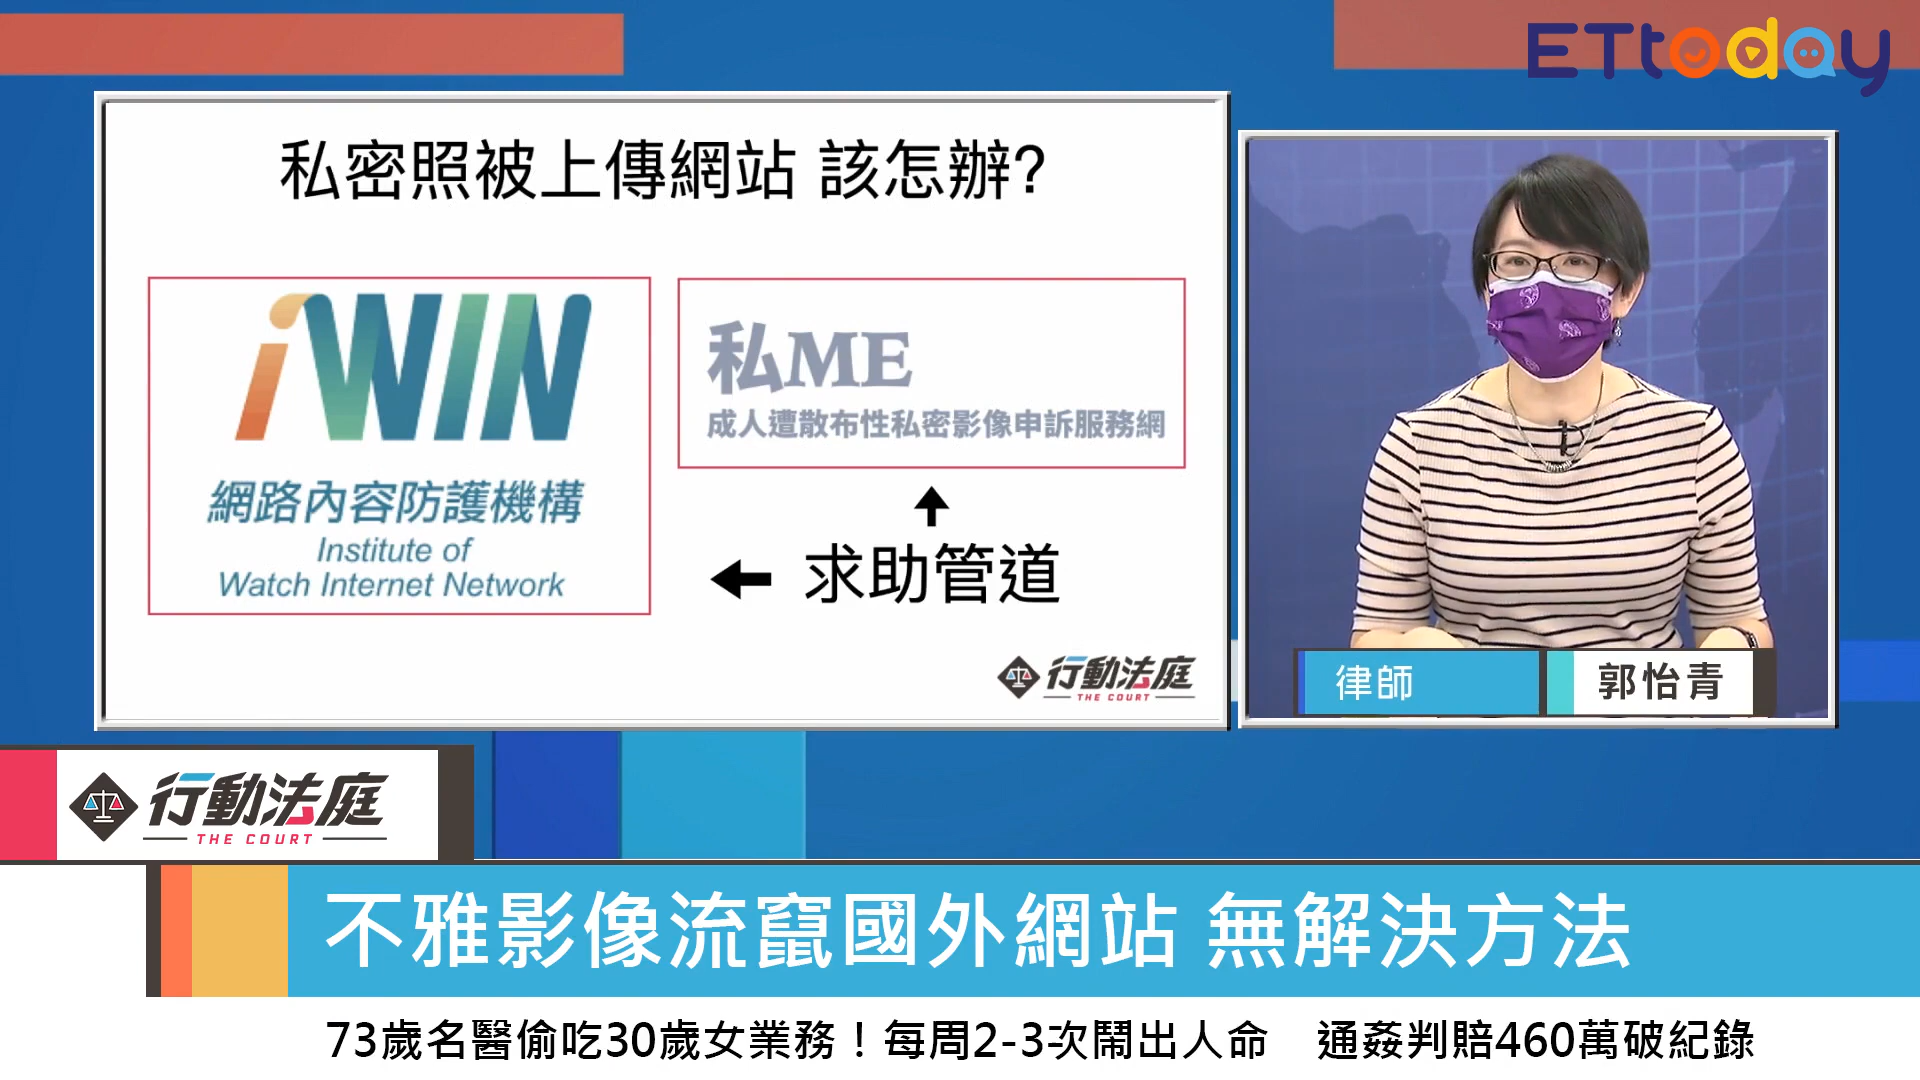 ETtoday
私密照被上傳網站 該怎辦?
iWIN
網路內容防護機構
Institute of
Watch Internet Network
私ME
成人遭散布性私密影像申訴服務網
求助管道
行動法庭
THE COURT
律師 郭怡青
行動法庭
THE COURT
不雅影像流竄國外網站 無解決方法
73歲名醫偷吃30歲女業務！每周2-3次鬧出人命 通姦判賠460萬破紀錄